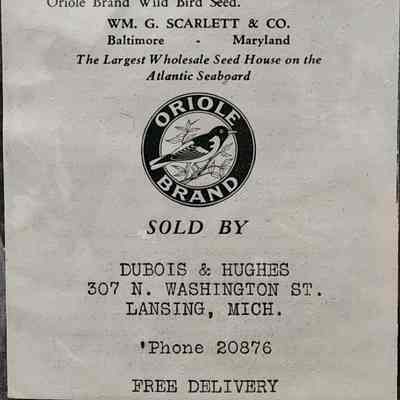 Oriole Brand Wild Bird Seed.
WM. G. SCARLETT & CO.
Baltimore - Maryland
The Largest Wholesale Seed House on the
Atlantic Seaboard
ORIOLE
BRAND
SOLD BY
DUBOIS & HUGHES
307 N. WASHINGTON ST.
LANSING, MICH.
'Phone 20876
FREE DELIVERY